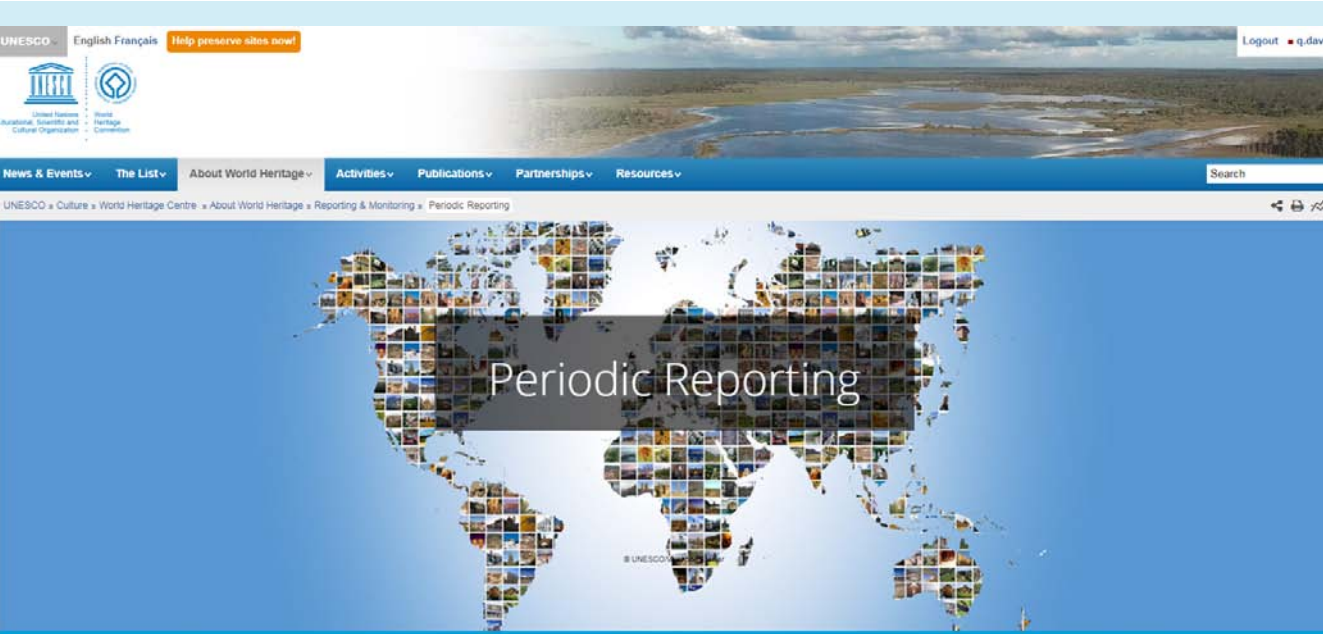 UNESCO English Français Help preserve sites now!
Logout q.dav
United Nations
Educational, Scientific and
Cultural Organization
World
Heritage
Convention
News & Events The List About World Heritage Activities Publications Partnerships Resources Search
UNESCO » Culture » World Heritage Centre » About World Heritage » Reporting & Monitoring » Periodic Reporting
Periodic Reporting
© UNESCO